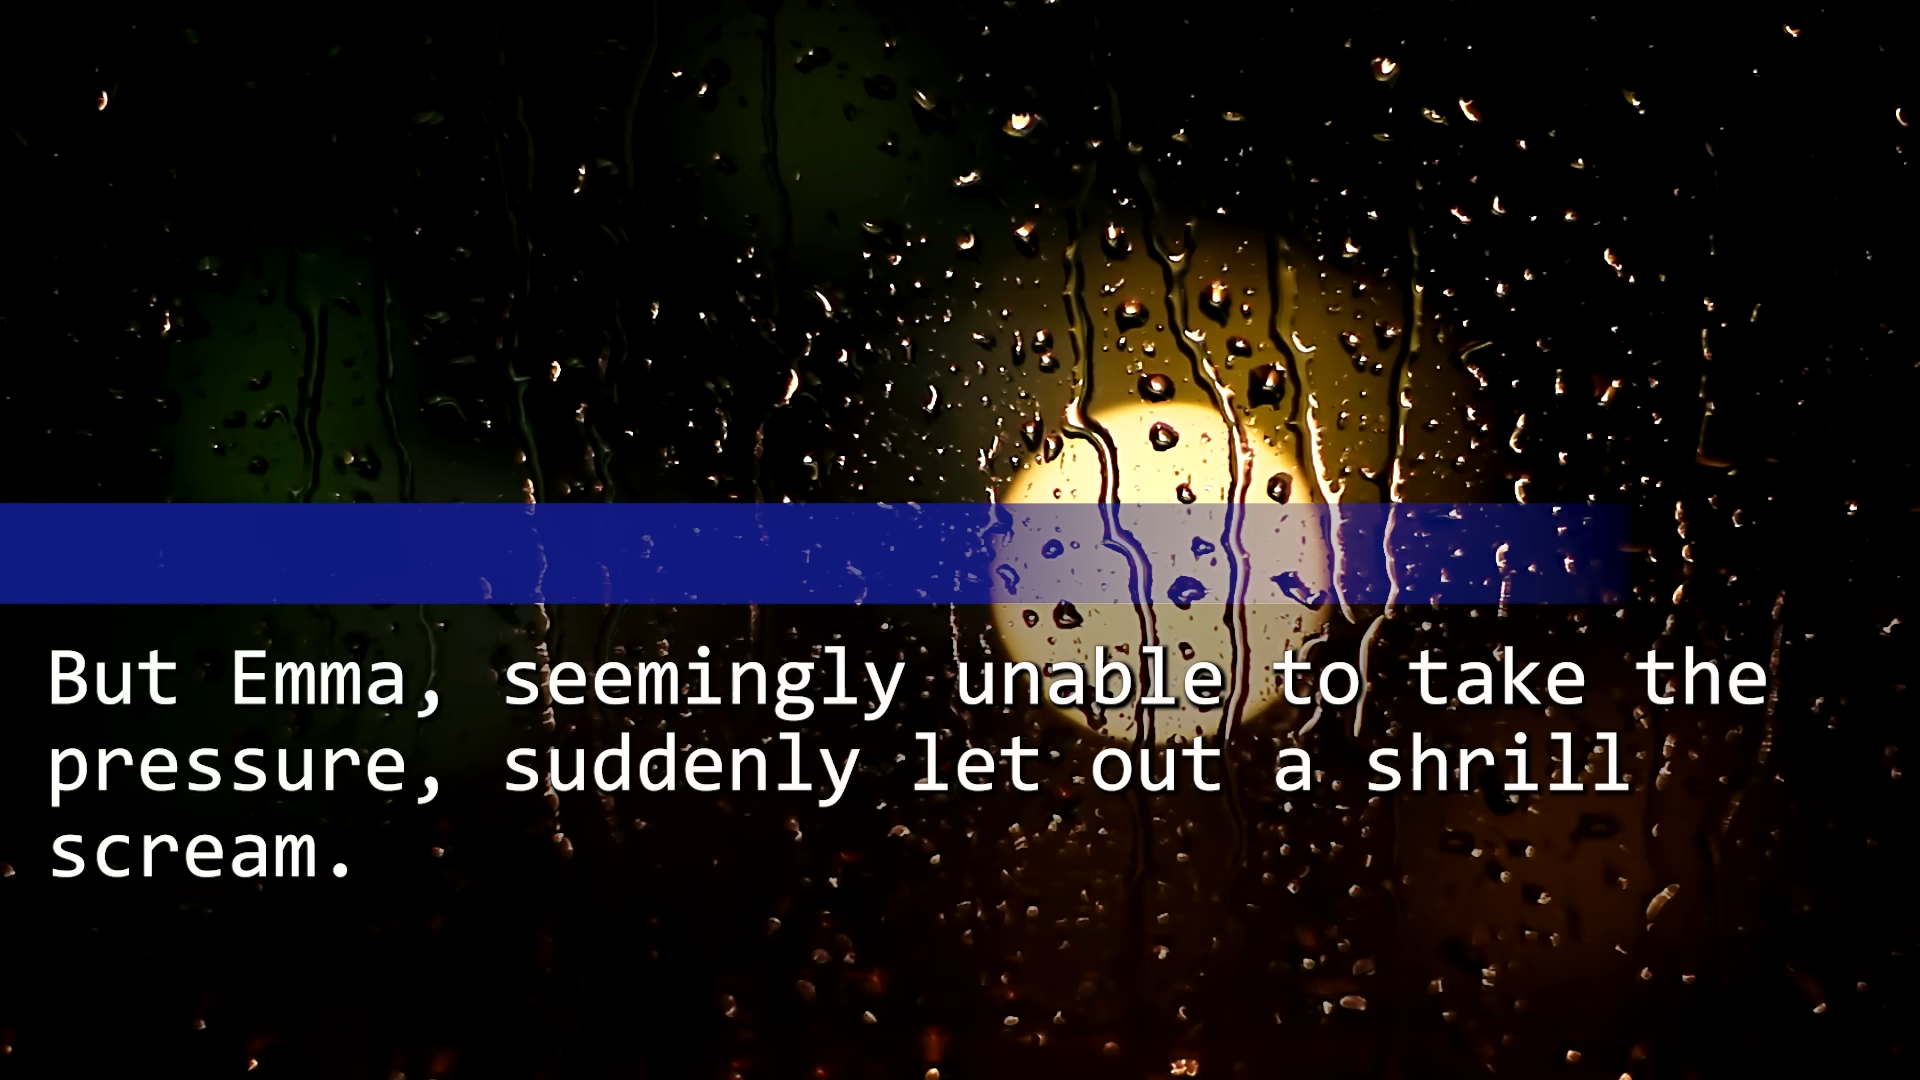 But Emma, seemingly unable to take the
pressure, suddenly let out a shrill
scream.